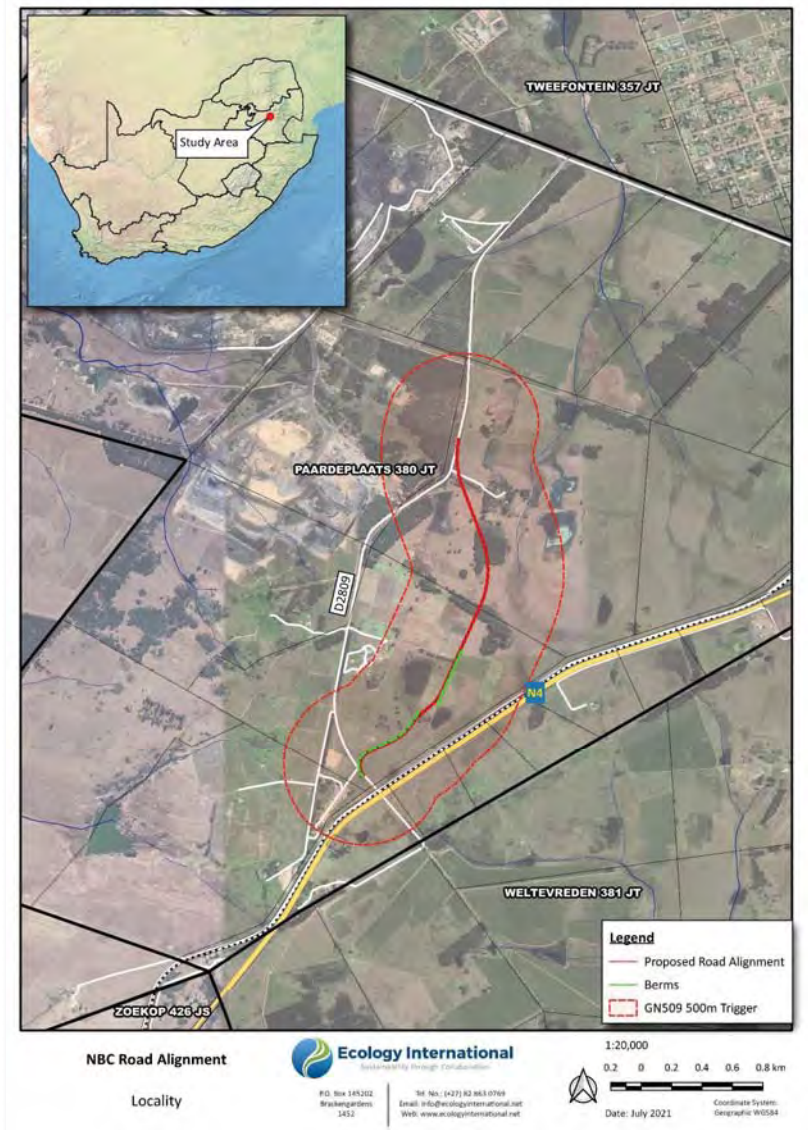 Study Area
TWEEFONTEIN 357 JT
PAARDEPLAATS 380 JT
D2809
N4
WELTEVREDEN 381 JT
ZOEKOP 426 JS
Legend
Proposed Road Alignment
Berms
GN509 500m Trigger
NBC Road Alignment
Locality
Ecology International
Sustainability Through Collaboration
P.O. Box 145202
Brackengardens
1452
Tel. No.: (+27) 82 863 0769
Email: info@ecologyinternational.net
Web: www.ecologyinternational.net
1:20,000
0.2 0 0.2 0.4 0.6 0.8 km
Date: July 2021
Coordinate System:
Geographic WGS84